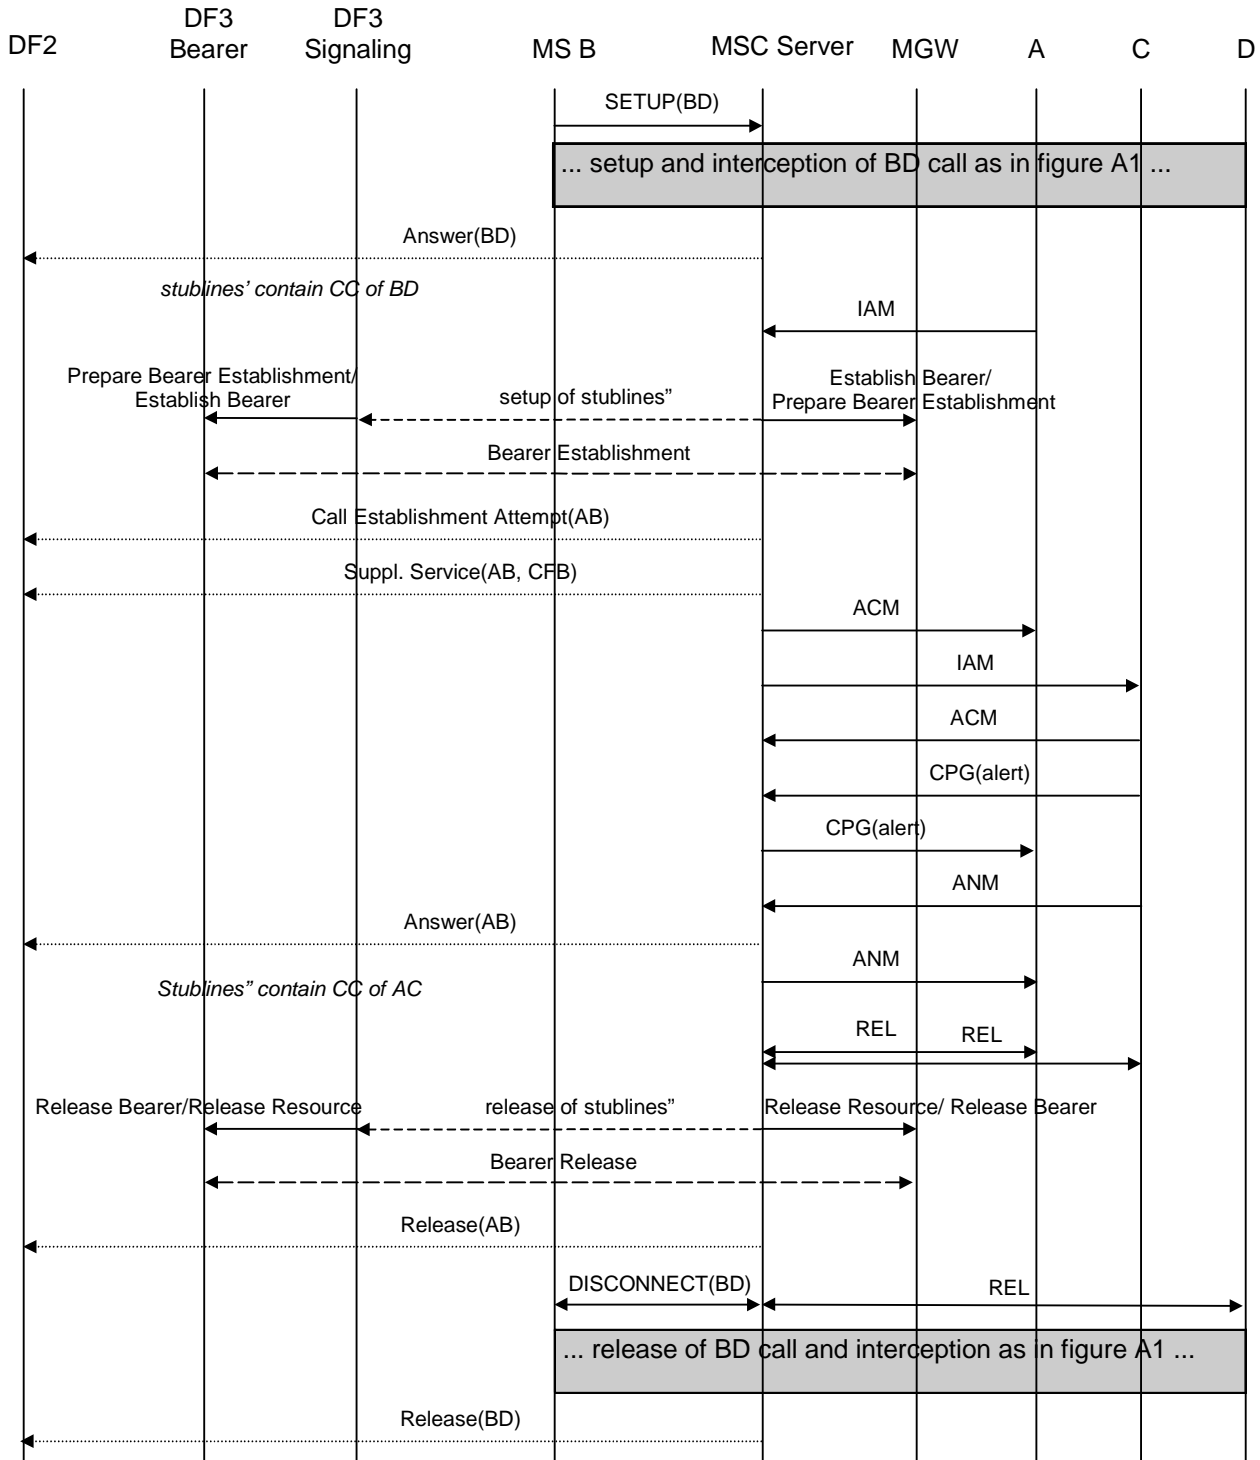 DF2
DF3
Bearer
DF3
Signaling
MS B
MSC Server
MGW
A
C
D
SETUP(BD)
... setup and interception of BD call as in figure A1 ...
Answer(BD)
stublines’ contain CC of BD
IAM
Prepare Bearer Establishment/
Establish Bearer
setup of stublines”
Establish Bearer/
Prepare Bearer Establishment
Bearer Establishment
Call Establishment Attempt(AB)
Suppl. Service(AB, CFB)
ACM
IAM
ACM
CPG(alert)
CPG(alert)
ANM
Answer(AB)
ANM
Stublines” contain CC of AC
REL
REL
Release Bearer/Release Resource
release of stublines”
Release Resource/ Release Bearer
Bearer Release
Release(AB)
DISCONNECT(BD)
REL
... release of BD call and interception as in figure A1 ...
Release(BD)